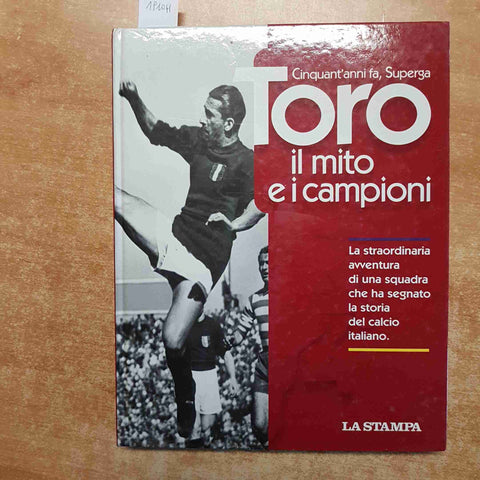 1P104
Cinquant'anni fa, Superga
Toro
il mito
e i campioni
La straordinaria
avventura
di una squadra
che ha segnato
la storia
del calcio
italiano.
LA STAMPA